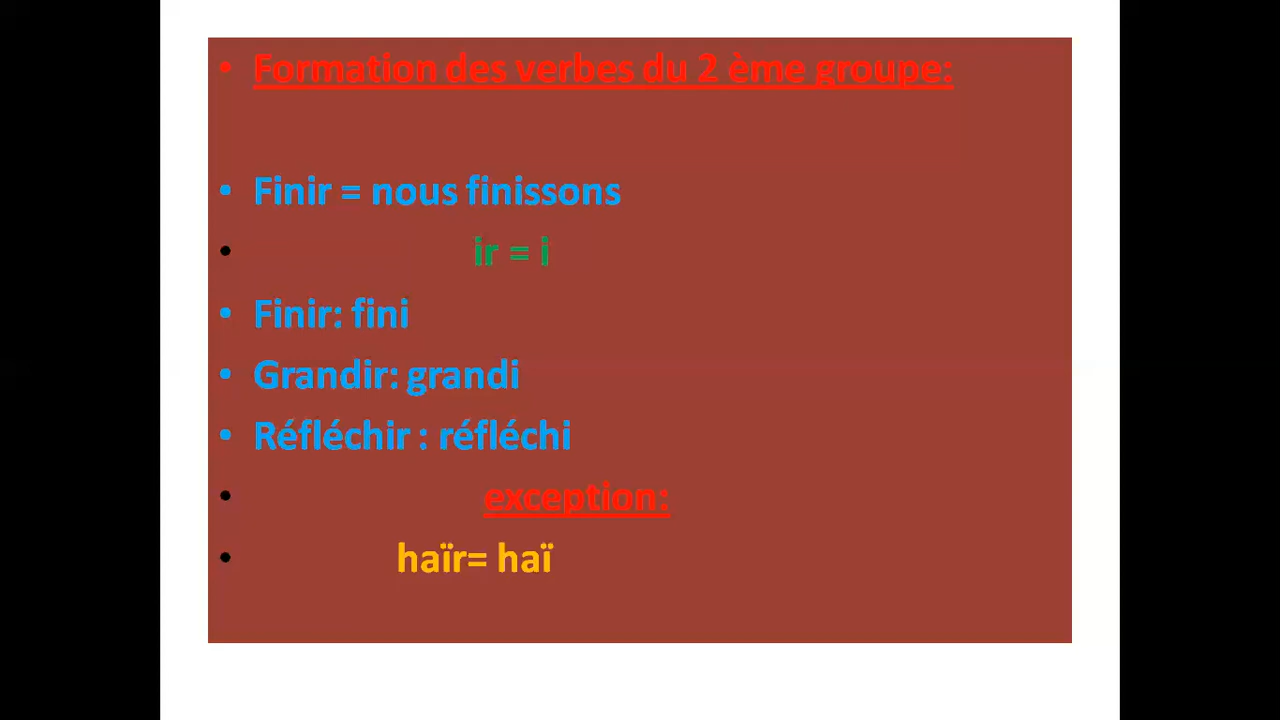 • Formation des verbes du 2 ème groupe:
• Finir = nous finissons
• ir = i
• Finir: fini
• Grandir: grandi
• Réfléchir : réfléchi
• exception:
• haïr= haï